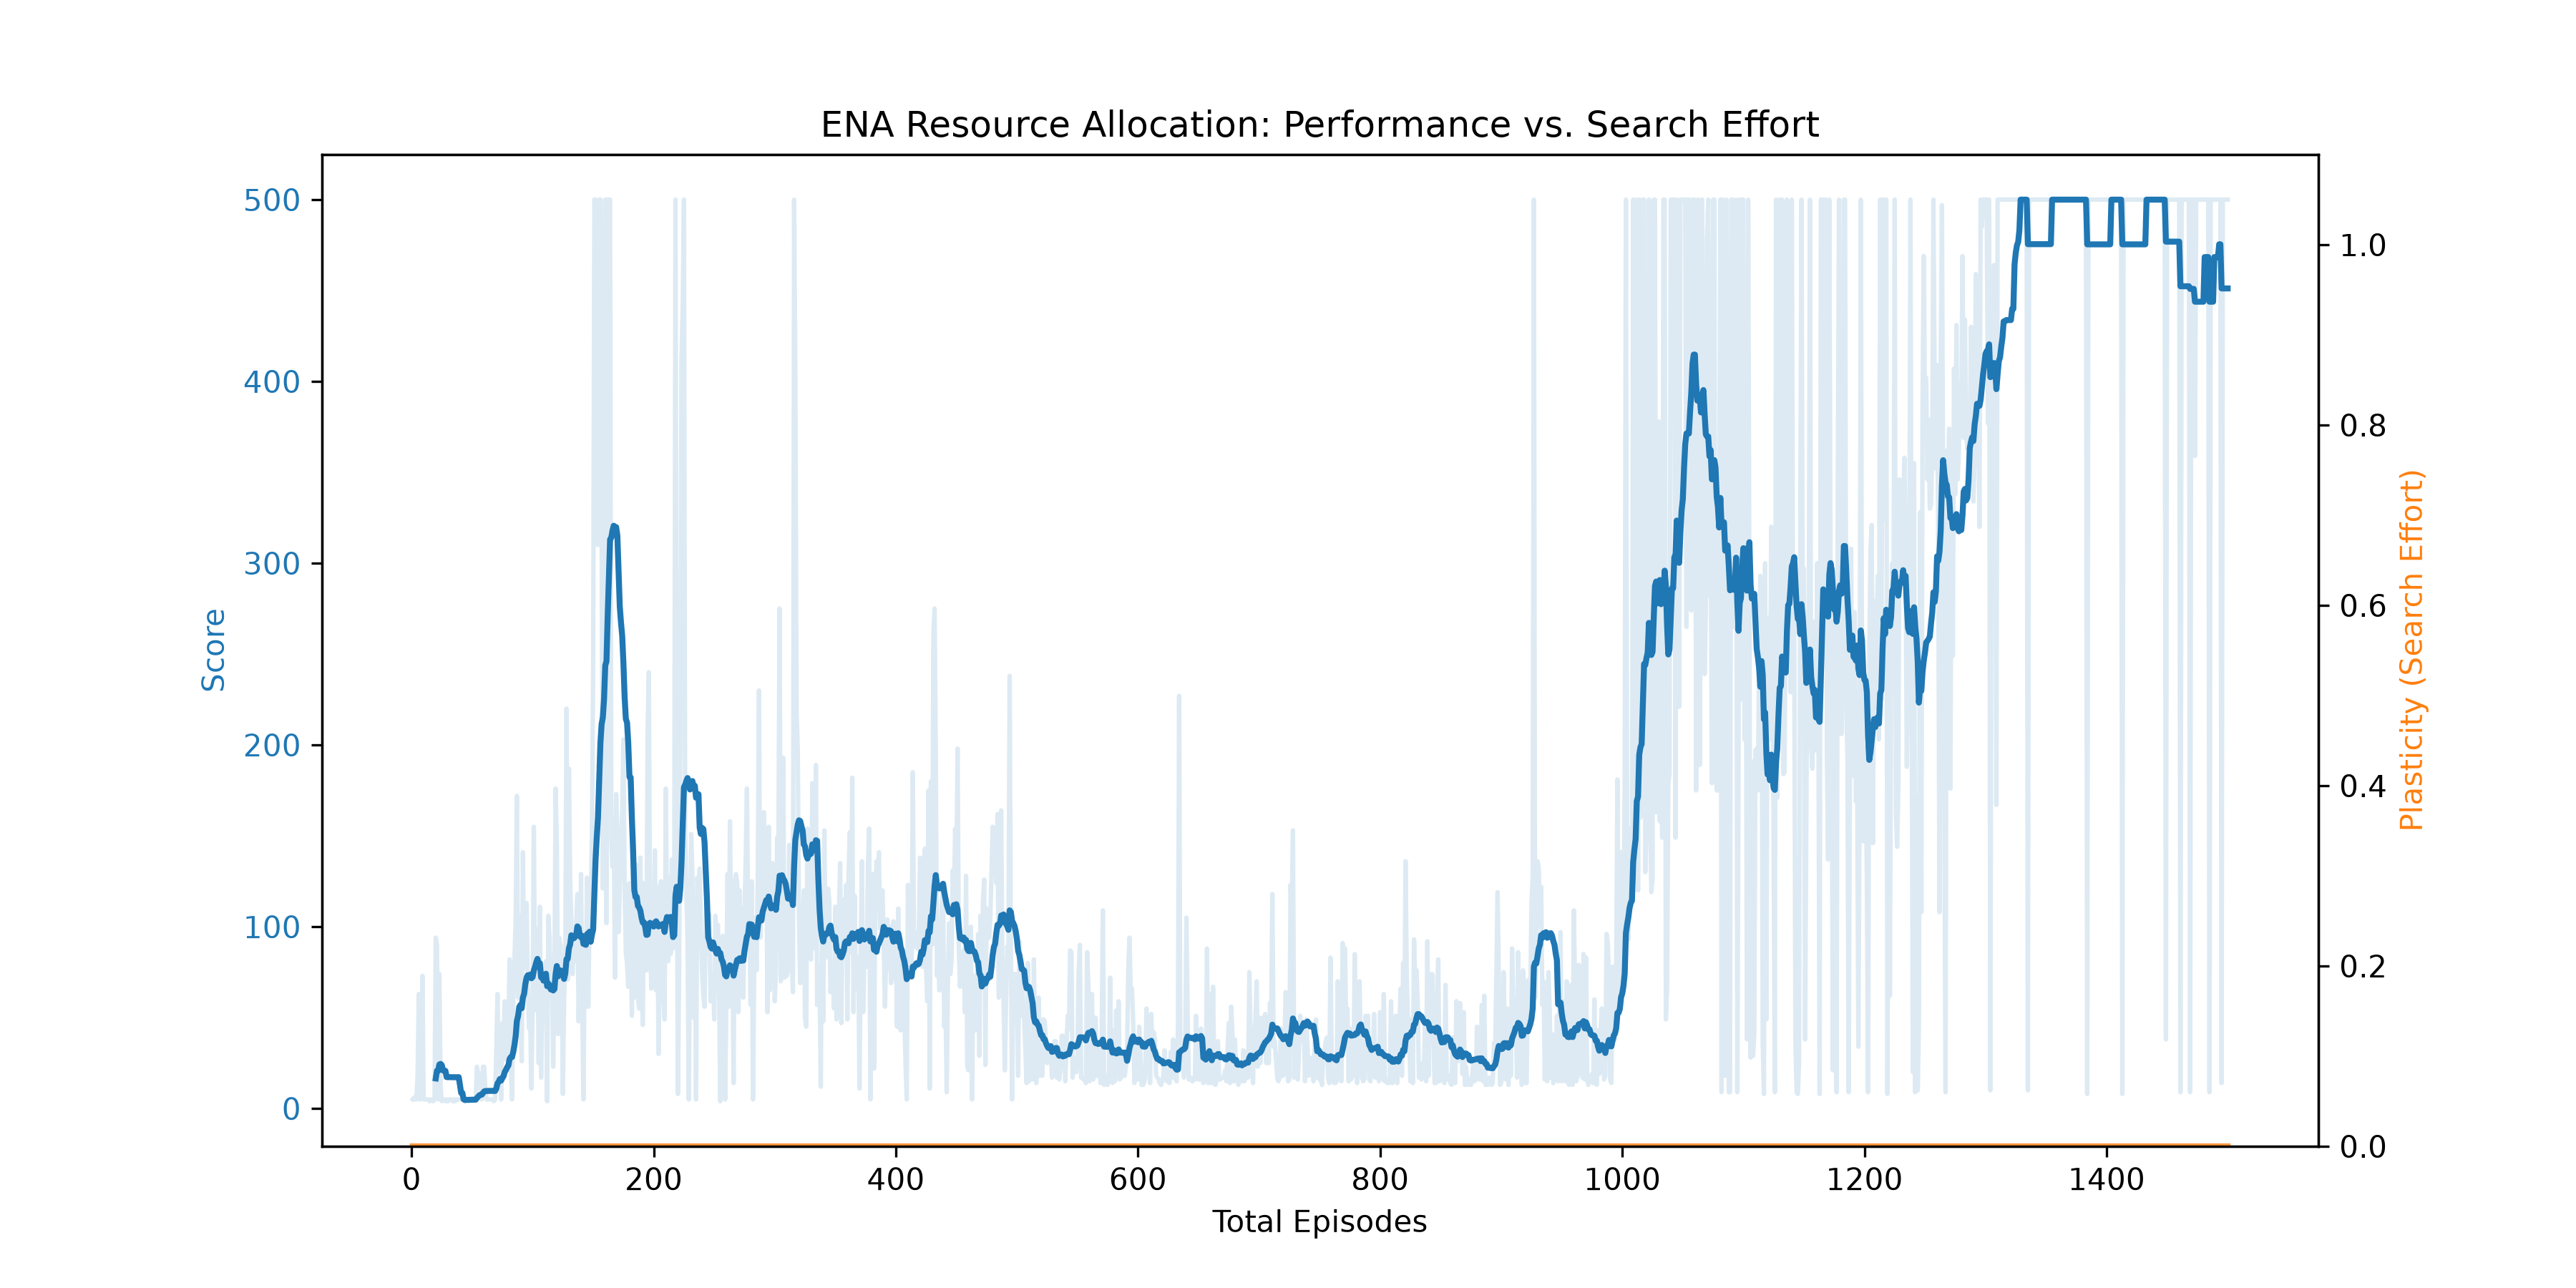 ENA Resource Allocation: Performance vs. Search Effort
500
400
300
200
100
0
Score
1.0
0.8
0.6
0.4
0.2
0.0
Plasticity (Search Effort)
0 200 400 600 800 1000 1200 1400
Total Episodes